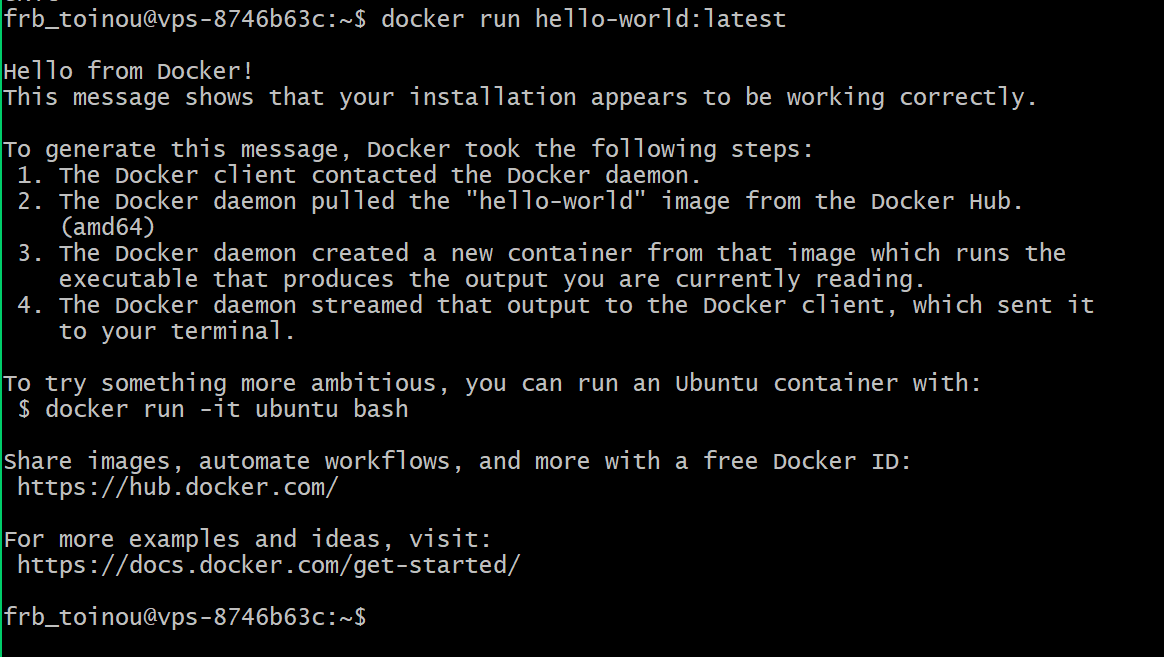 frb_toinou@vps-8746b63c:~$ docker run hello-world:latest
Hello from Docker!
This message shows that your installation appears to be working correctly.
To generate this message, Docker took the following steps:
1. The Docker client contacted the Docker daemon.
2. The Docker daemon pulled the "hello-world" image from the Docker Hub.
(amd64)
3. The Docker daemon created a new container from that image which runs the
executable that produces the output you are currently reading.
4. The Docker daemon streamed that output to the Docker client, which sent it
to your terminal.
To try something more ambitious, you can run an Ubuntu container with:
$ docker run -it ubuntu bash
Share images, automate workflows, and more with a free Docker ID:
https://hub.docker.com/
For more examples and ideas, visit:
https://docs.docker.com/get-started/
frb_toinou@vps-8746b63c:~$